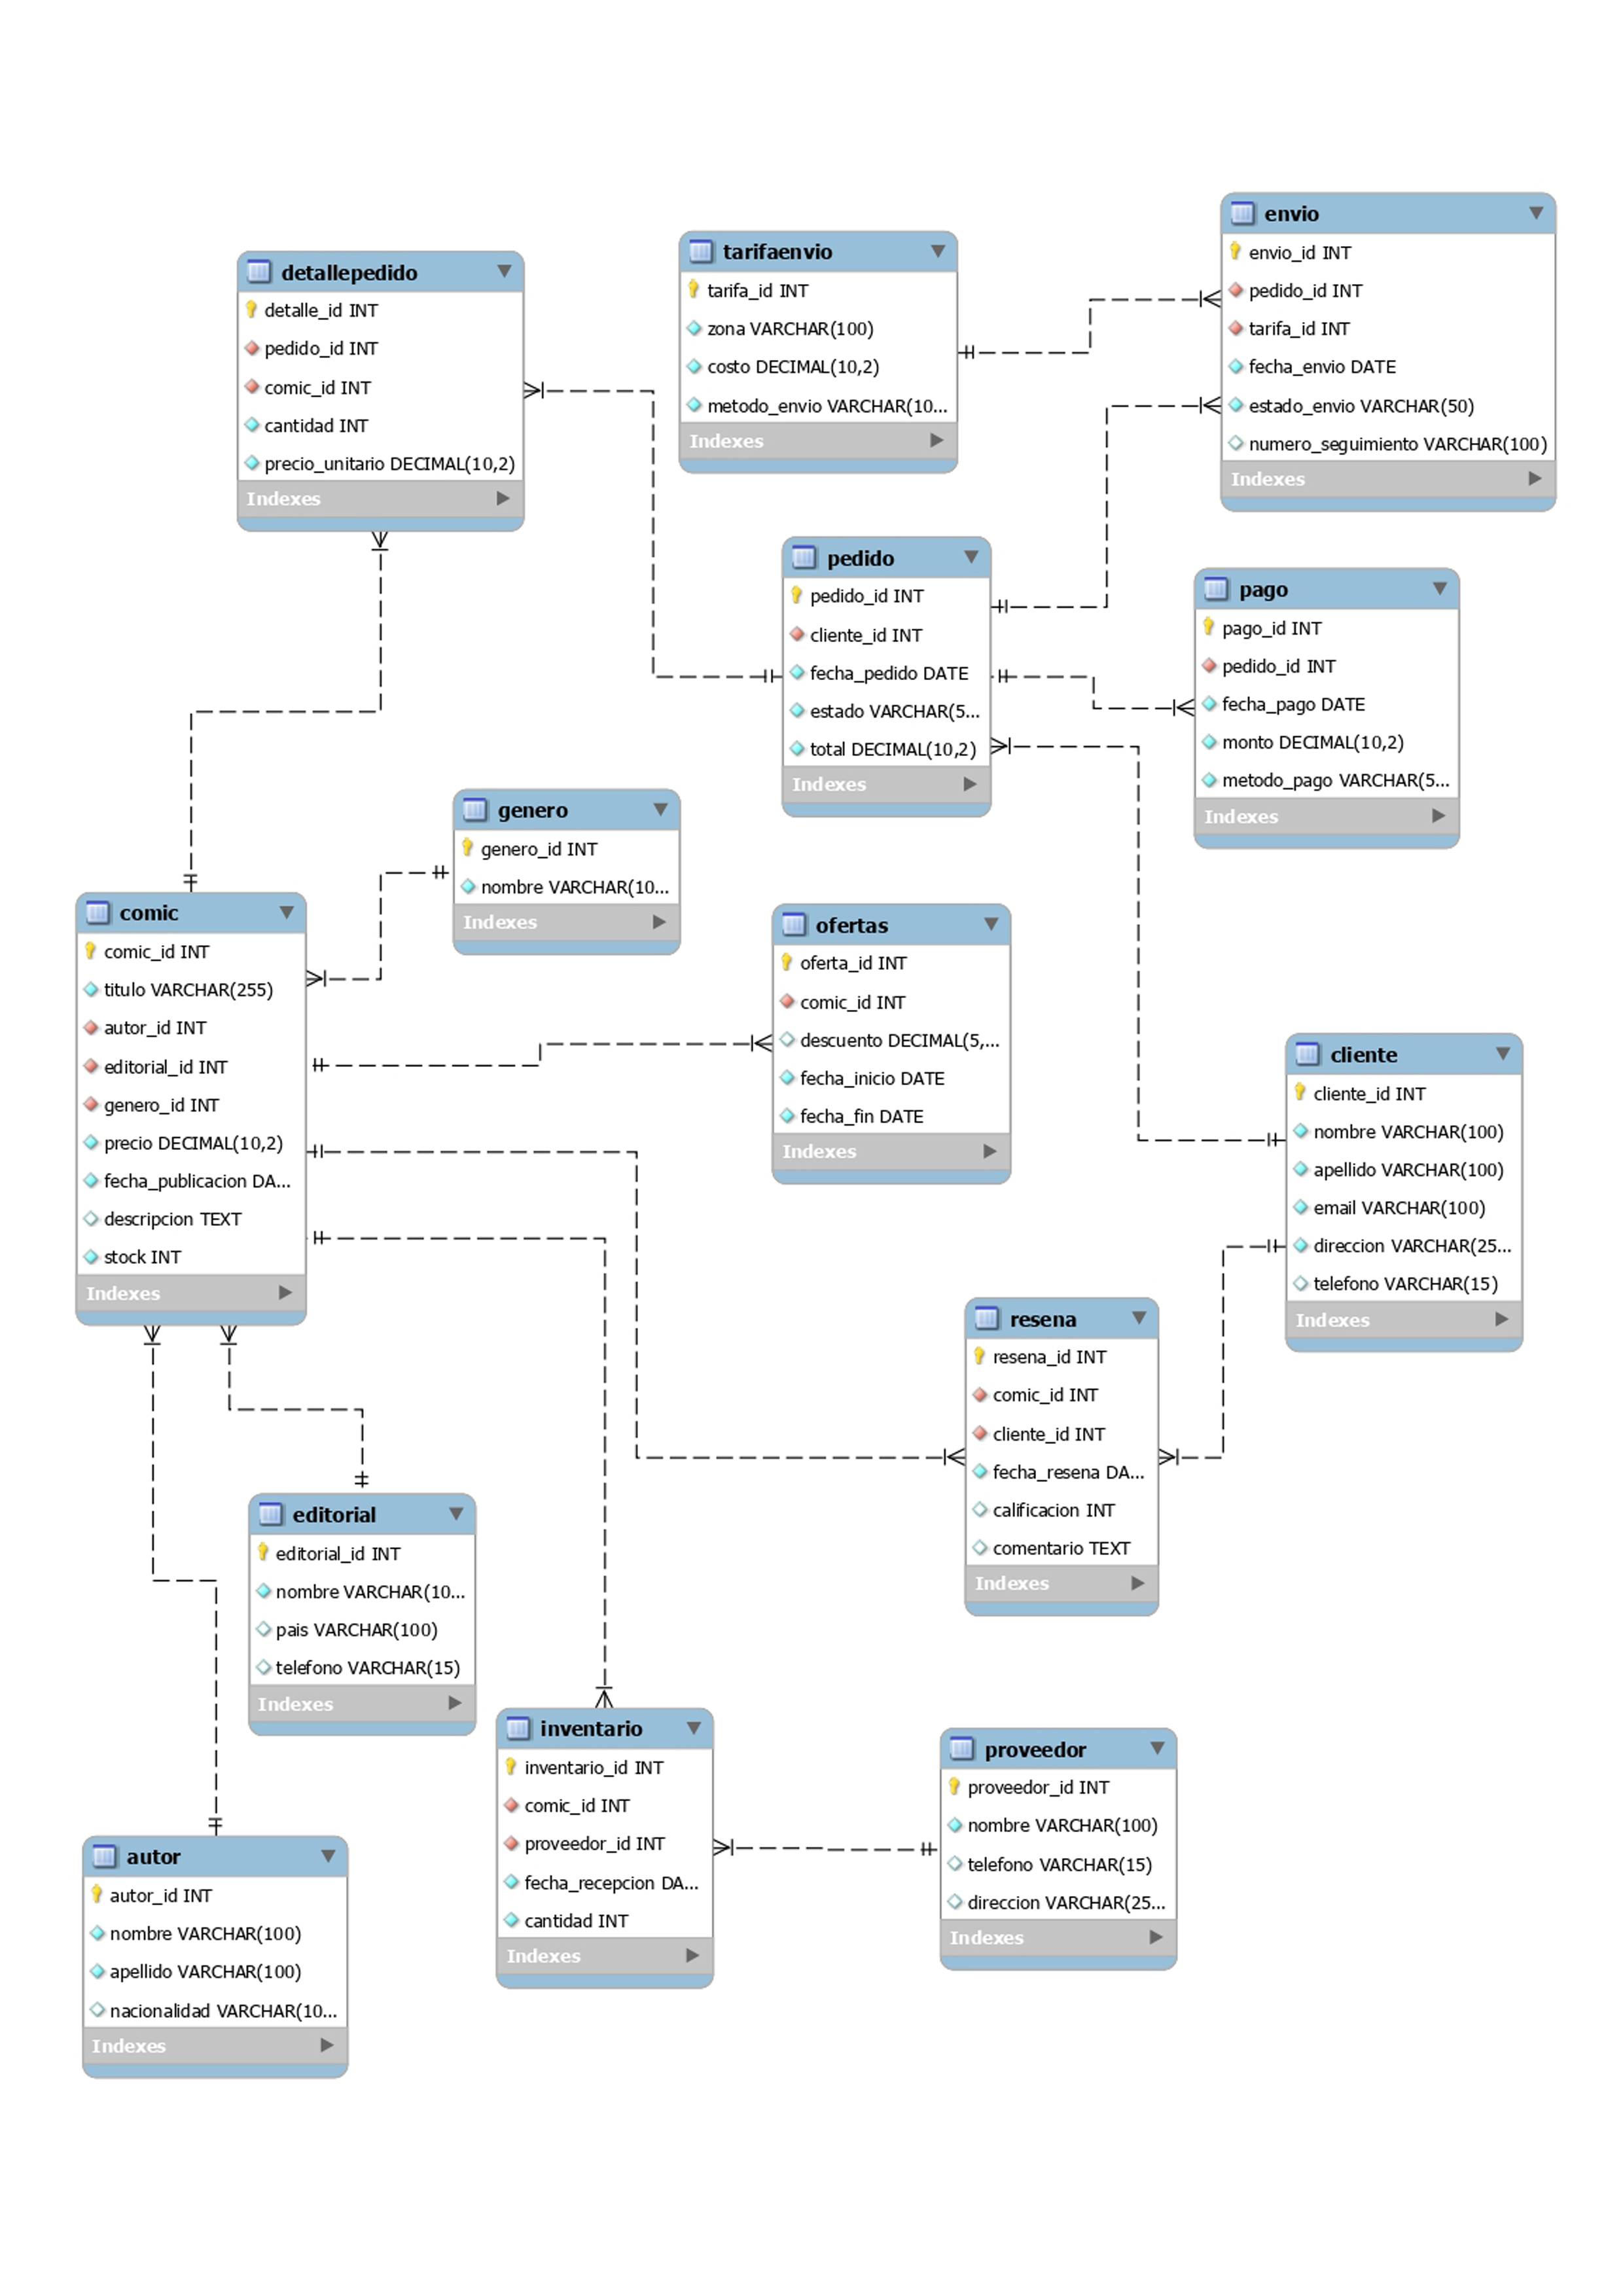 detallepedido
detalle_id INT
pedido_id INT
comic_id INT
cantidad INT
precio_unitario DECIMAL(10,2)
Indexes
tarifaenvio
tarifa_id INT
zona VARCHAR(100)
costo DECIMAL(10,2)
metodo_envio VARCHAR(10...
Indexes
envio
envio_id INT
pedido_id INT
tarifa_id INT
fecha_envio DATE
estado_envio VARCHAR(50)
numero_seguimiento VARCHAR(100)
Indexes
pedido
pedido_id INT
cliente_id INT
fecha_pedido DATE
estado VARCHAR(5...
total DECIMAL(10,2)
Indexes
pago
pago_id INT
pedido_id INT
fecha_pago DATE
monto DECIMAL(10,2)
metodo_pago VARCHAR(5...
Indexes
genero
genero_id INT
nombre VARCHAR(10...
Indexes
comic
comic_id INT
titulo VARCHAR(255)
autor_id INT
editorial_id INT
genero_id INT
precio DECIMAL(10,2)
fecha_publicacion DA...
descripcion TEXT
stock INT
Indexes
ofertas
oferta_id INT
comic_id INT
descuento DECIMAL(5,...
fecha_inicio DATE
fecha_fin DATE
Indexes
cliente
cliente_id INT
nombre VARCHAR(100)
apellido VARCHAR(100)
email VARCHAR(100)
direccion VARCHAR(25...
telefono VARCHAR(15)
Indexes
resena
resena_id INT
comic_id INT
cliente_id INT
fecha_resena DA...
calificacion INT
comentario TEXT
Indexes
editorial
editorial_id INT
nombre VARCHAR(10...
pais VARCHAR(100)
telefono VARCHAR(15)
Indexes
inventario
inventario_id INT
comic_id INT
proveedor_id INT
fecha_recepcion DA...
cantidad INT
Indexes
proveedor
proveedor_id INT
nombre VARCHAR(100)
telefono VARCHAR(15)
direccion VARCHAR(25...
Indexes
autor
autor_id INT
nombre VARCHAR(100)
apellido VARCHAR(100)
nacionalidad VARCHAR(10...
Indexes